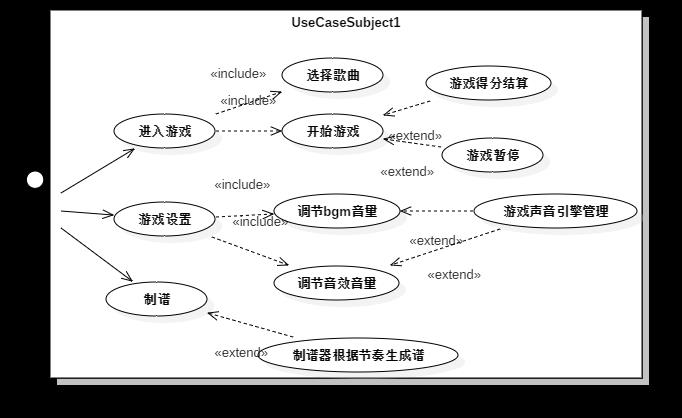 UseCaseSubject1
«include»
选择歌曲
游戏得分结算
«include»
进入游戏
开始游戏
«extend»
游戏暂停
«extend»
«include»
游戏设置
«include»
调节bgm音量
游戏声音引擎管理
«extend»
«extend»
调节音效音量
制谱
«extend»
制谱器根据节奏生成谱